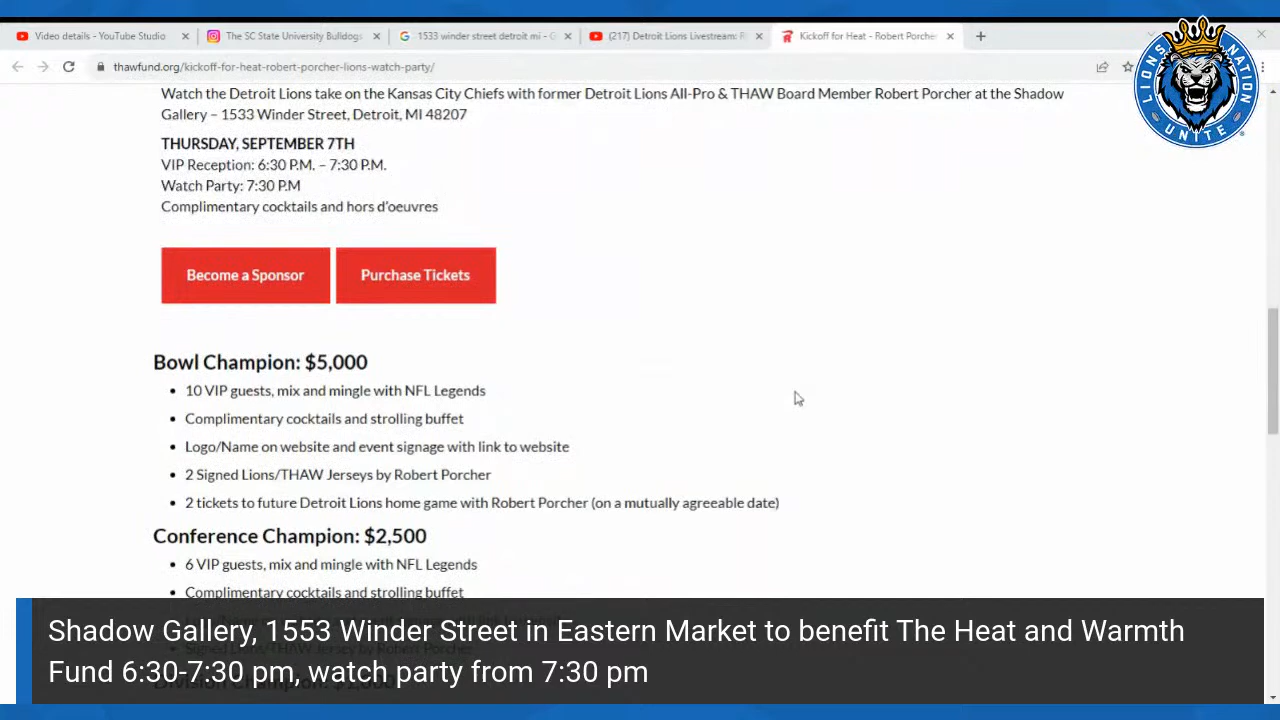 Video details - YouTube Studio
The SC State University Bulldogs
1533 winder street detroit mi - G
(217) Detroit Lions Livestream: R
Kickoff for Heat - Robert Porcher
thawfund.org/kickoff-for-heat-robert-porcher-lions-watch-party/
LIONS NATION UNITE
Watch the Detroit Lions take on the Kansas City Chiefs with former Detroit Lions All-Pro & THAW Board Member Robert Porcher at the Shadow
Gallery – 1533 Winder Street, Detroit, MI 48207
THURSDAY, SEPTEMBER 7TH
VIP Reception: 6:30 P.M. – 7:30 P.M.
Watch Party: 7:30 P.M
Complimentary cocktails and hors d'oeuvres
Become a Sponsor
Purchase Tickets
Bowl Champion: $5,000
10 VIP guests, mix and mingle with NFL Legends
Complimentary cocktails and strolling buffet
Logo/Name on website and event signage with link to website
2 Signed Lions/THAW Jerseys by Robert Porcher
2 tickets to future Detroit Lions home game with Robert Porcher (on a mutually agreeable date)
Conference Champion: $2,500
6 VIP guests, mix and mingle with NFL Legends
Complimentary cocktails and strolling buffet
Shadow Gallery, 1553 Winder Street in Eastern Market to benefit The Heat and Warmth
Fund 6:30-7:30 pm, watch party from 7:30 pm